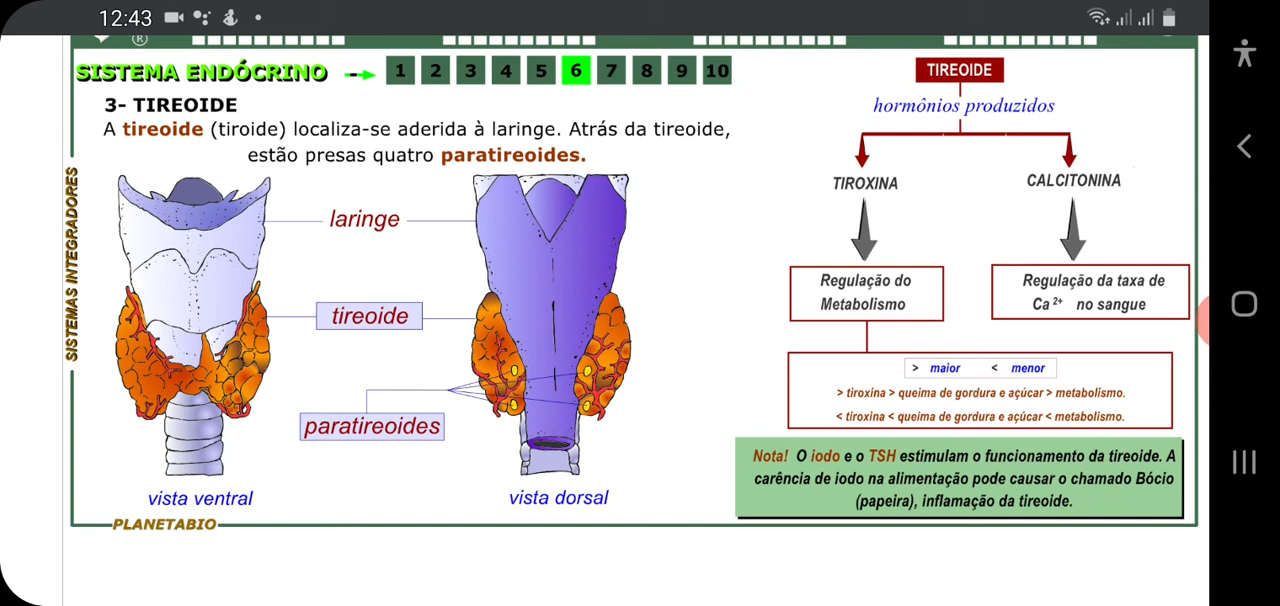 12:43
®
SISTEMA ENDÓCRINO
1 2 3 4 5 6 7 8 9 10
3- TIREOIDE
A tireoide (tiroide) localiza-se aderida à laringe. Atrás da tireoide,
estão presas quatro paratireoides.
SISTEMAS INTEGRADORES
laringe
tireoide
paratireoides
vista ventral
vista dorsal
PLANETABIO
TIREOIDE
hormônios produzidos
TIROXINA
CALCITONINA
Regulação do
Metabolismo
Regulação da taxa de
Ca 2+ no sangue
> maior < menor
> tiroxina > queima de gordura e açúcar > metabolismo.
< tiroxina < queima de gordura e açúcar < metabolismo.
Nota! O iodo e o TSH estimulam o funcionamento da tireoide. A
carência de iodo na alimentação pode causar o chamado Bócio
(papeira), inflamação da tireoide.